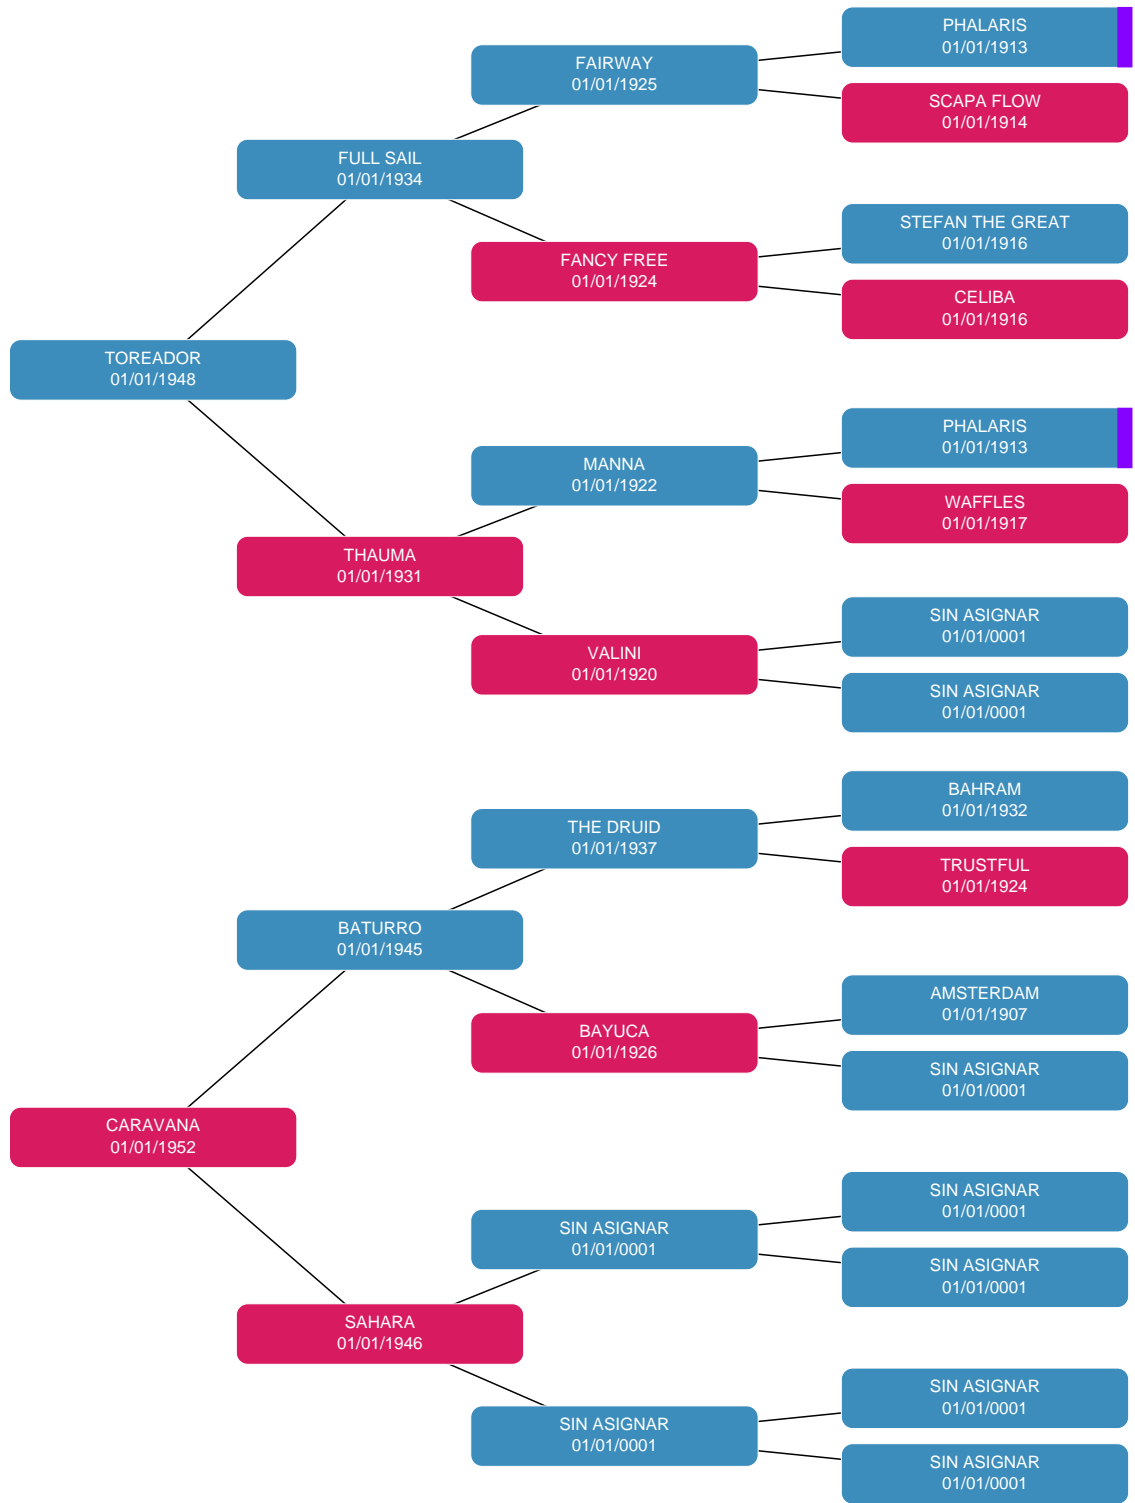 PHALARIS
01/01/1913
FAIRWAY
01/01/1925
SCAPA FLOW
01/01/1914
FULL SAIL
01/01/1934
STEFAN THE GREAT
01/01/1916
FANCY FREE
01/01/1924
CELIBA
01/01/1916
TOREADOR
01/01/1948
PHALARIS
01/01/1913
MANNA
01/01/1922
WAFFLES
01/01/1917
THAUMA
01/01/1931
SIN ASIGNAR
01/01/0001
VALINI
01/01/1920
SIN ASIGNAR
01/01/0001
BAHRAM
01/01/1932
THE DRUID
01/01/1937
TRUSTFUL
01/01/1924
BATURRO
01/01/1945
AMSTERDAM
01/01/1907
BAYUCA
01/01/1926
SIN ASIGNAR
01/01/0001
CARAVANA
01/01/1952
SIN ASIGNAR
01/01/0001
SIN ASIGNAR
01/01/0001
SIN ASIGNAR
01/01/0001
SAHARA
01/01/1946
SIN ASIGNAR
01/01/0001
SIN ASIGNAR
01/01/0001
SIN ASIGNAR
01/01/0001